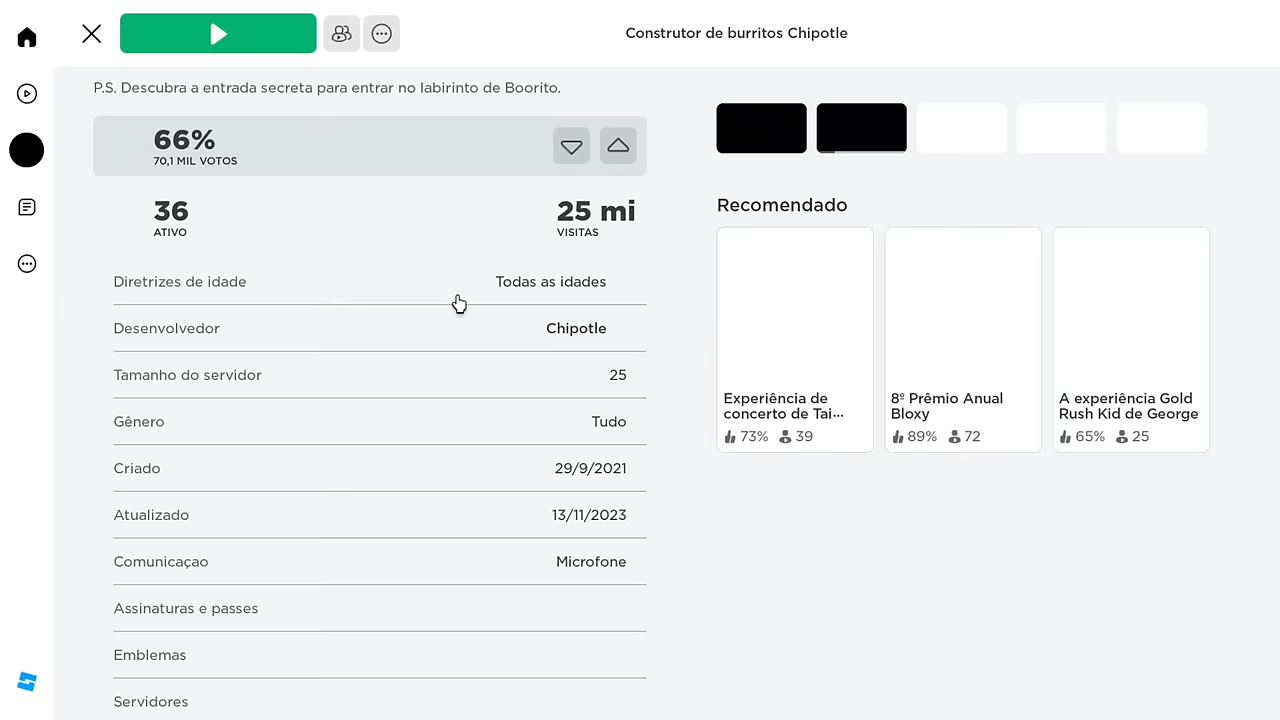 Construtor de burritos Chipotle
P.S. Descubra a entrada secreta para entrar no labirinto de Boorito.
66%
70,1 MIL VOTOS
36
ATIVO
25 mi
VISITAS
Diretrizes de idade
Todas as idades
Desenvolvedor
Chipotle
Tamanho do servidor
25
Gênero
Tudo
Criado
29/9/2021
Atualizado
13/11/2023
Comunicaçao
Microfone
Assinaturas e passes
Emblemas
Servidores
Recomendado
Experiência de
concerto de Tai...
73% 39
8º Prêmio Anual
Bloxy
89% 72
A experiência Gold
Rush Kid de George
65% 25